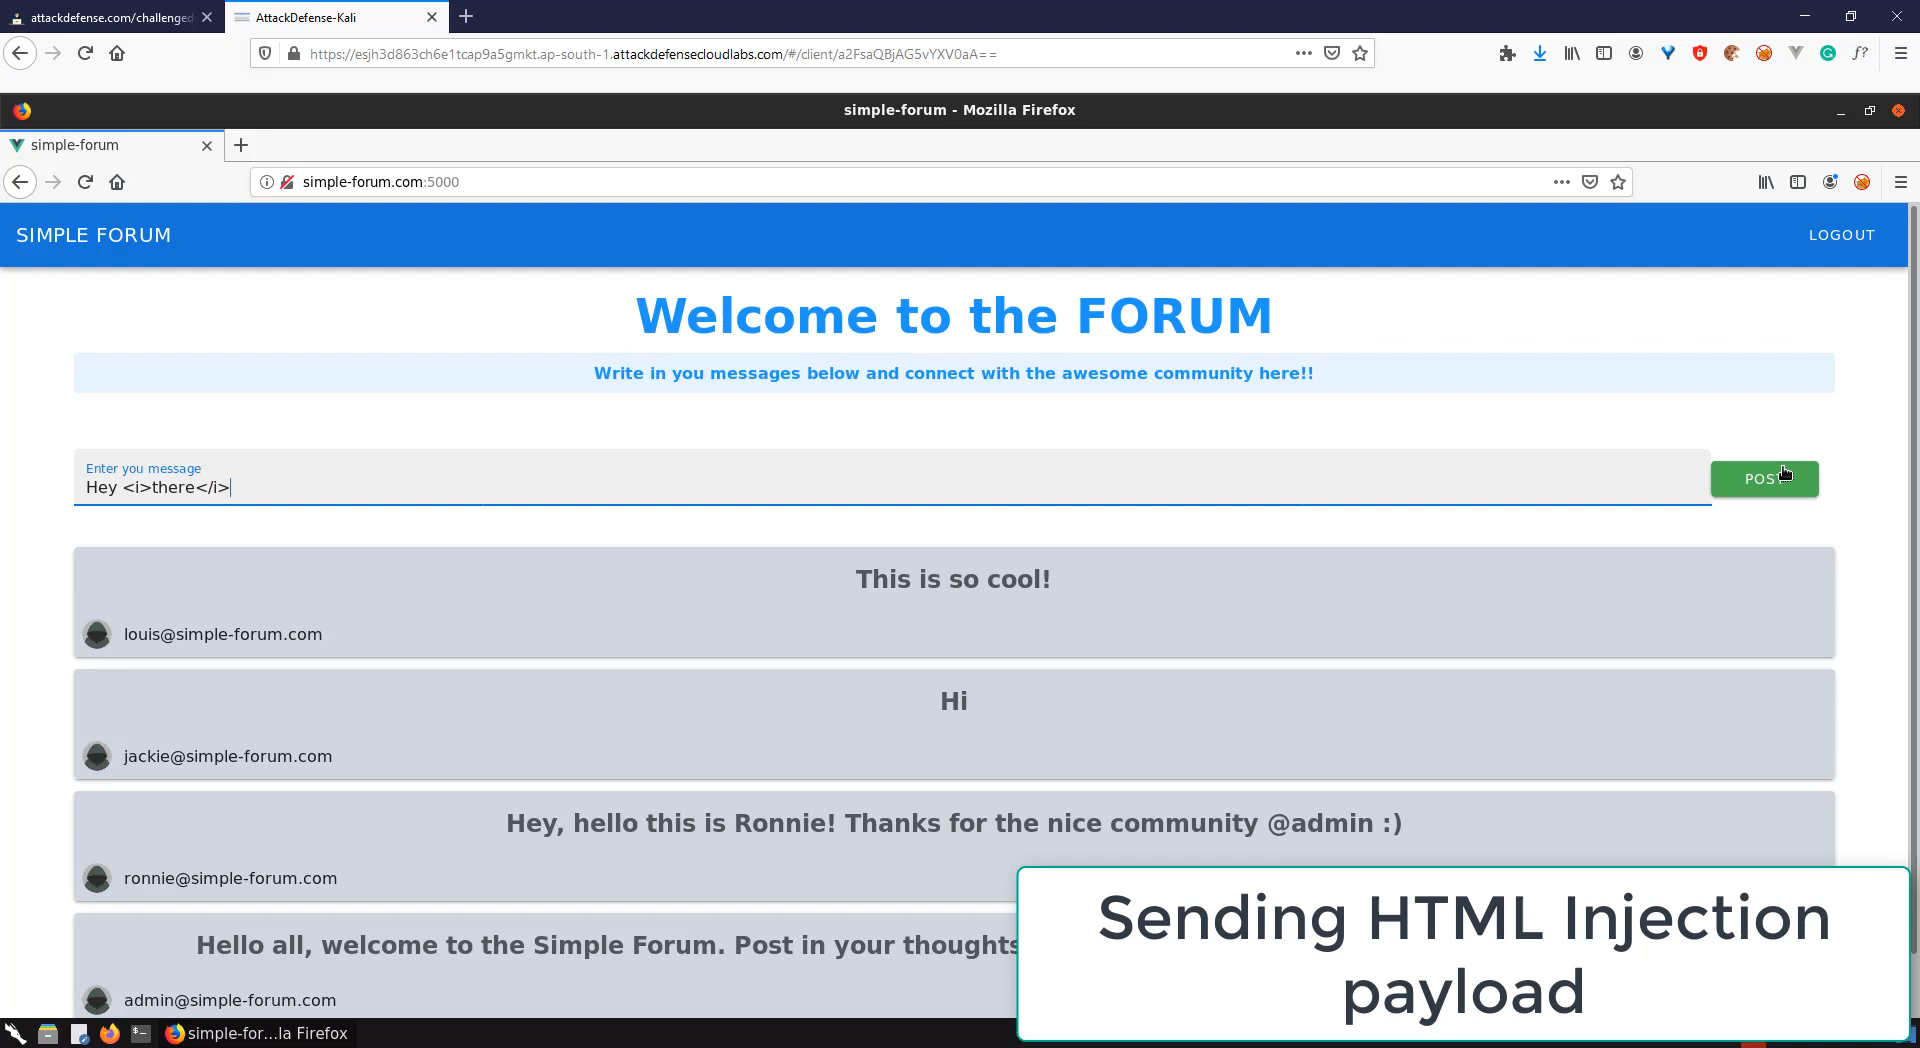 attackdefense.com/challenged
AttackDefense-Kali
https://esjh3d863ch6e1tcap9a5gmkt.ap-south-1.attackdefensecloudlabs.com/#/client/a2FsaQBjAG5vYXV0aA==
f?
simple-forum - Mozilla Firefox
simple-forum
simple-forum.com:5000
SIMPLE FORUM
LOGOUT
Welcome to the FORUM
Write in you messages below and connect with the awesome community here!!
Enter you message
Hey <i>there</i>
POST
This is so cool!
louis@simple-forum.com
Hi
jackie@simple-forum.com
Hey, hello this is Ronnie! Thanks for the nice community @admin :)
ronnie@simple-forum.com
Hello all, welcome to the Simple Forum. Post in your thoughts
admin@simple-forum.com
Sending HTML Injection
payload
simple-for...la Firefox